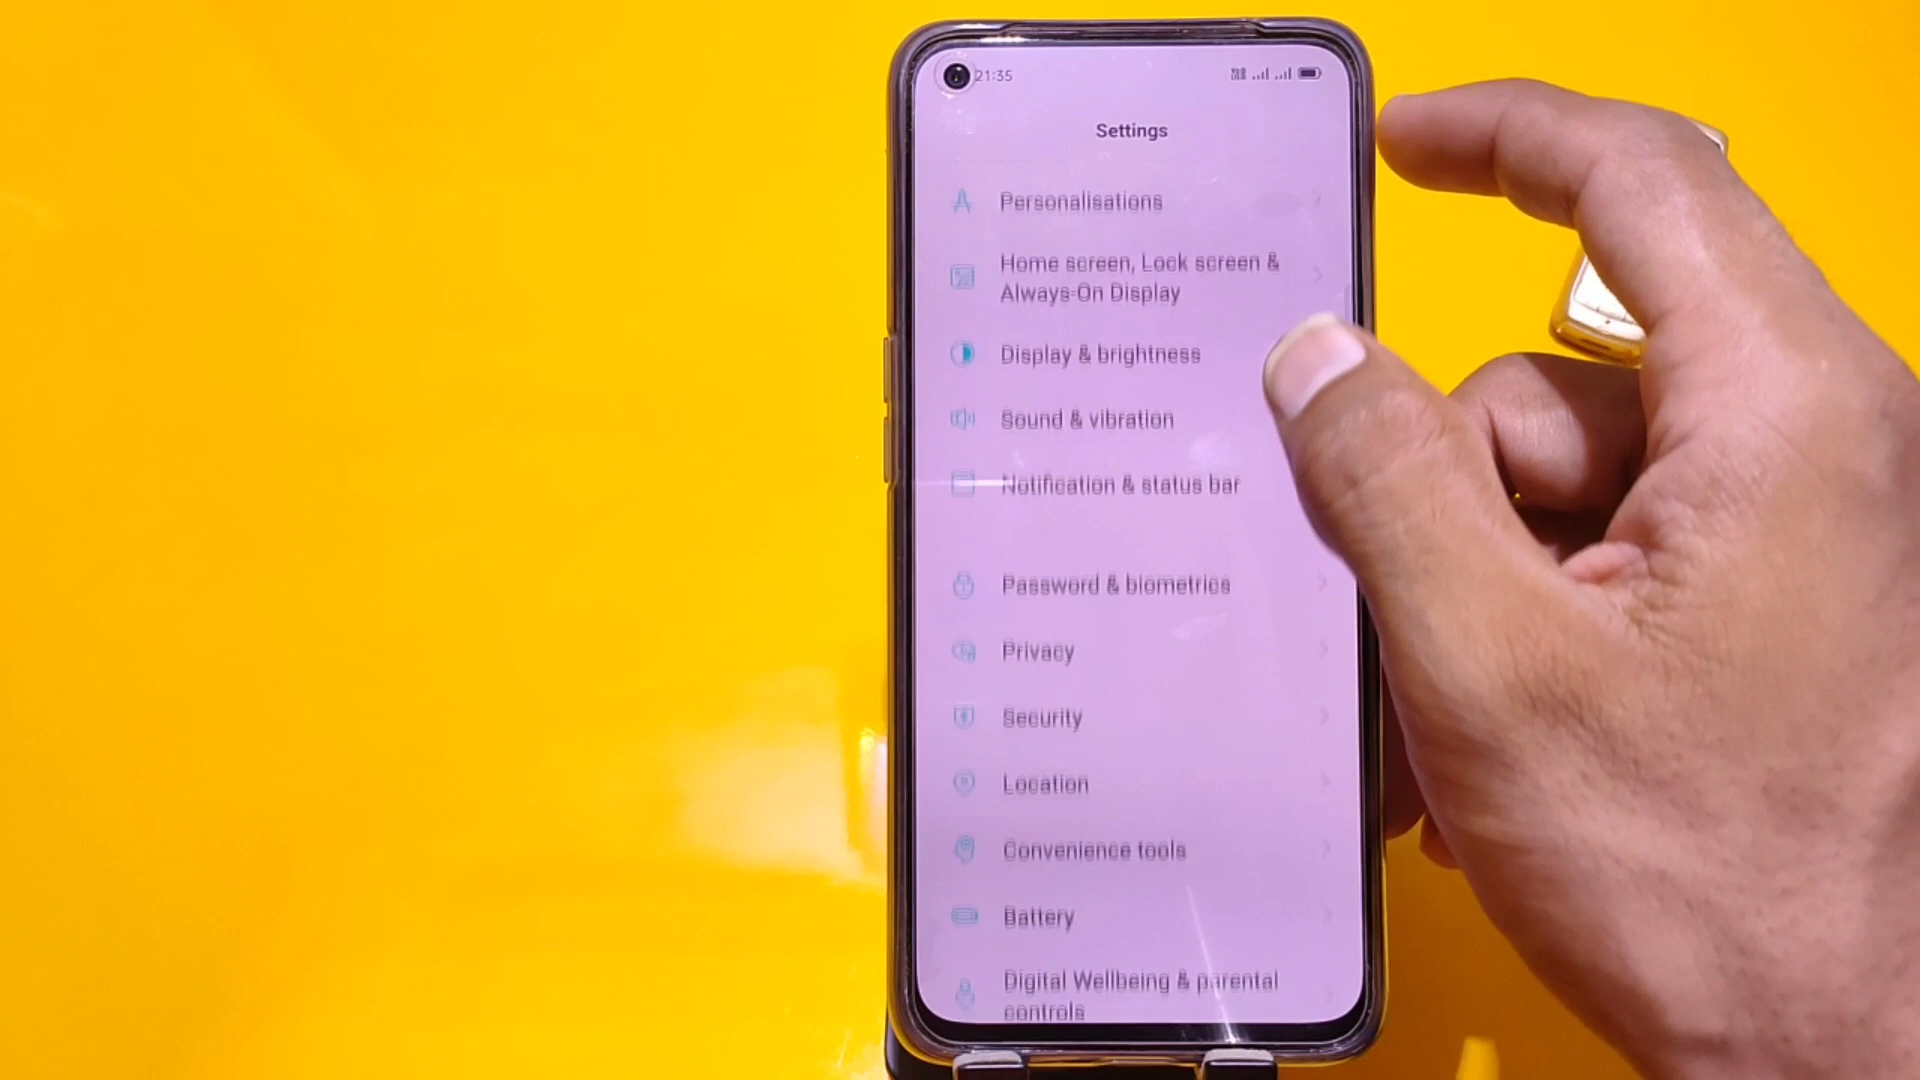 21:35
Settings
Personalisations
Home screen, Lock screen &
Always-On Display
Display & brightness
Sound & vibration
Notification & status bar
Password & biometrics
Privacy
Security
Location
Convenience tools
Battery
Digital Wellbeing & parental
controls